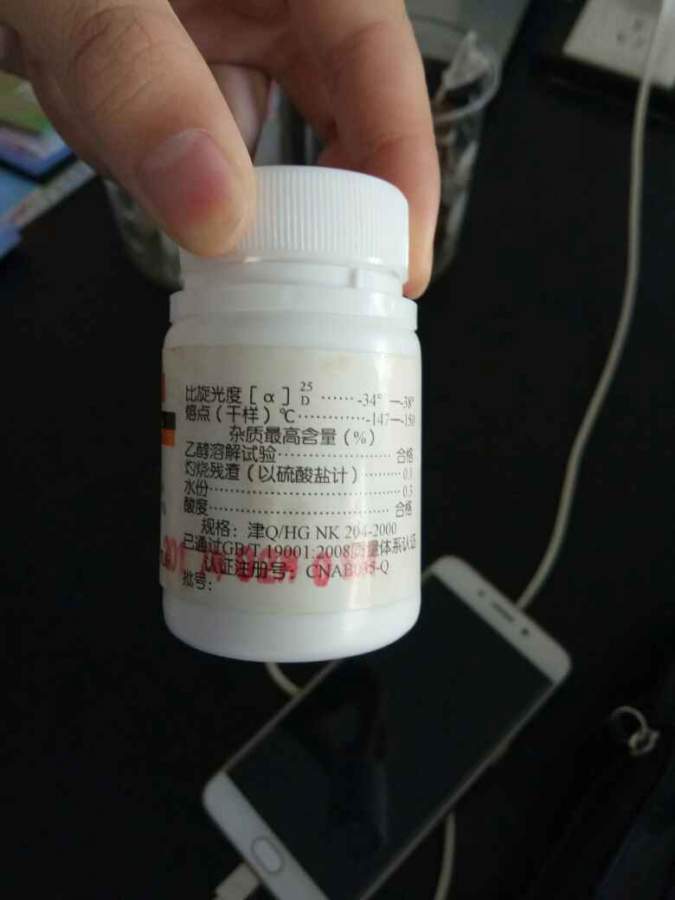 比旋光度[α] 25 D ······-34° —-38°
熔点(干样)℃············-147—-150
杂质最高含量(%)
乙醇溶解试验···················· 合格
灼烧残渣(以硫酸盐计)········0.1
水份································0.5
酸度································合格
规格:津Q/HG NK 204-2000
已通过GB/T 19001:2008质量体系认证
认证注册号: CNAB035-Q
批号: